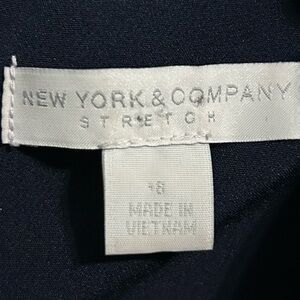 NEW YORK & COMPANY
STRETCH
18
MADE IN
VIETNAM